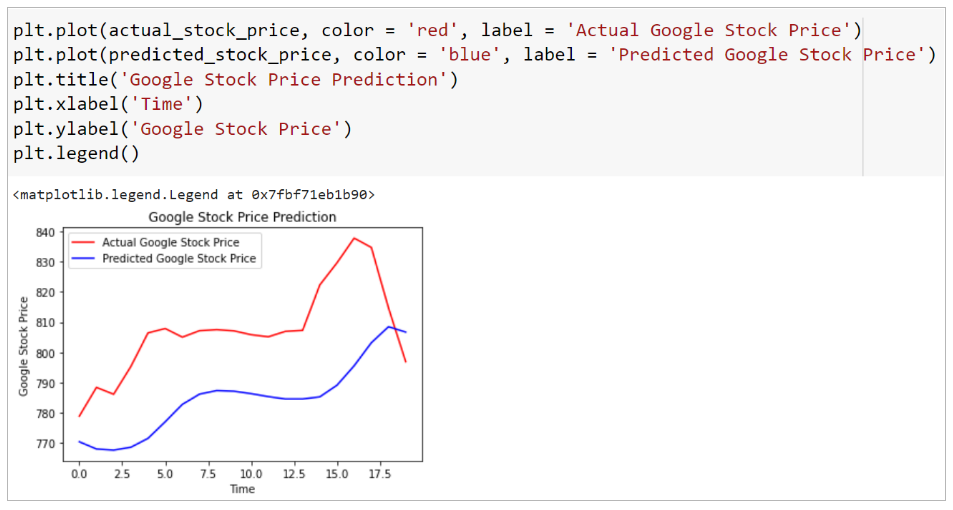 plt.plot(actual_stock_price, color = 'red', label = 'Actual Google Stock Price')
plt.plot(predicted_stock_price, color = 'blue', label = 'Predicted Google Stock Price')
plt.title('Google Stock Price Prediction')
plt.xlabel('Time')
plt.ylabel('Google Stock Price')
plt.legend()
<matplotlib.legend.Legend at 0x7fbf71eb1b90>
Google Stock Price Prediction
Actual Google Stock Price
Predicted Google Stock Price
Google Stock Price
840
830
820
810
800
790
780
770
0.0 2.5 5.0 7.5 10.0 12.5 15.0 17.5
Time